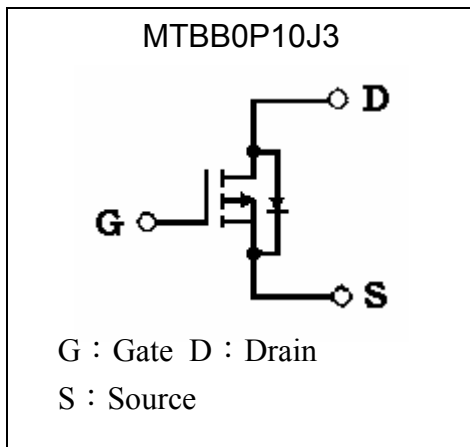 MTBB0P10J3
D
G
S
G：Gate D：Drain
S：Source